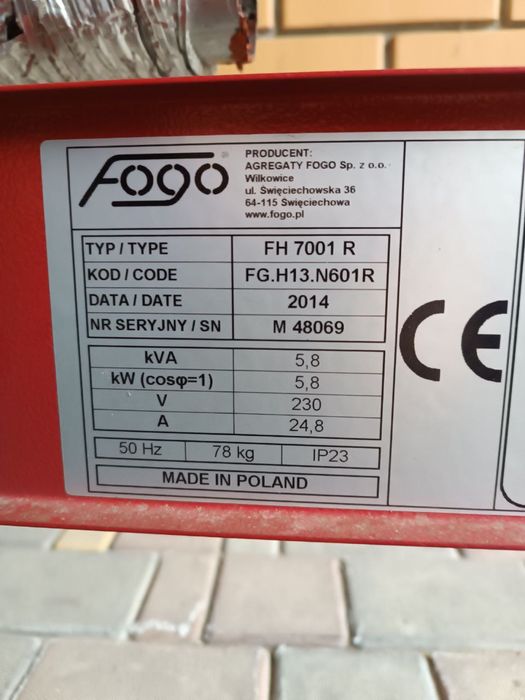 FOGO
PRODUCENT:
AGREGATY FOGO Sp. z o.o.
Wilkowice
ul. Święciechowska 36
64-115 Święciechowa
www.fogo.pl
TYP / TYPE FH 7001 R
KOD / CODE FG.H13.N601R
DATA / DATE 2014
NR SERYJNY / SN M 48069
kVA 5,8
kW (cosφ=1) 5,8
V 230
A 24,8
50 Hz 78 kg IP23
MADE IN POLAND
CE